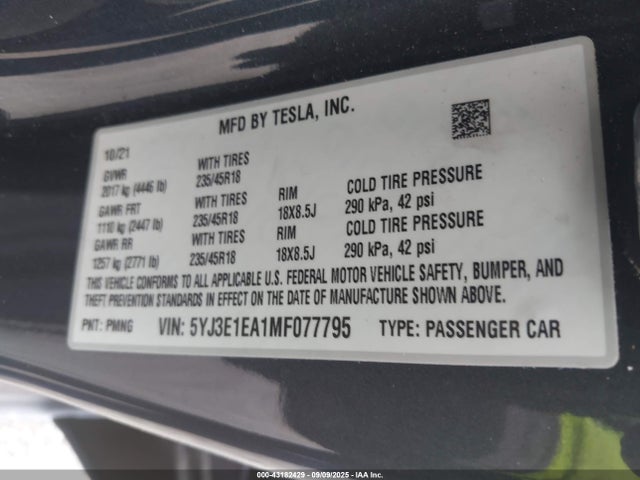 MFD BY TESLA, INC.
10/21
GVWR WITH TIRES
2017 kg (4446 lb) 235/45R18 RIM COLD TIRE PRESSURE
GAWR FRT WITH TIRES 18X8.5J 290 kPa, 42 psi
1110 kg (2447 lb) 235/45R18 RIM COLD TIRE PRESSURE
GAWR RR WITH TIRES 18X8.5J 290 kPa, 42 psi
1257 kg (2771 lb) 235/45R18
THIS VEHICLE CONFORMS TO ALL APPLICABLE U.S. FEDERAL MOTOR VEHICLE SAFETY, BUMPER, AND
THEFT PREVENTION STANDARDS IN EFFECT ON THE DATE OF MANUFACTURE SHOWN ABOVE.
PNT: PMNG VIN: 5YJ3E1EA1MF077795 TYPE: PASSENGER CAR
000-43182429 - 09/09/2025 - IAA Inc.